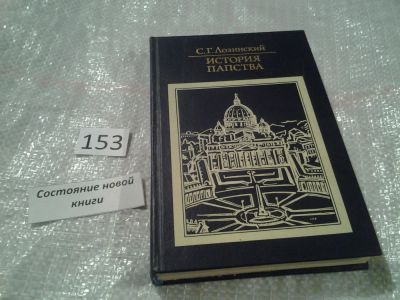 С. Г. Лозинский
ИСТОРИЯ
ПАПСТВА
153
Состояние новой
книги